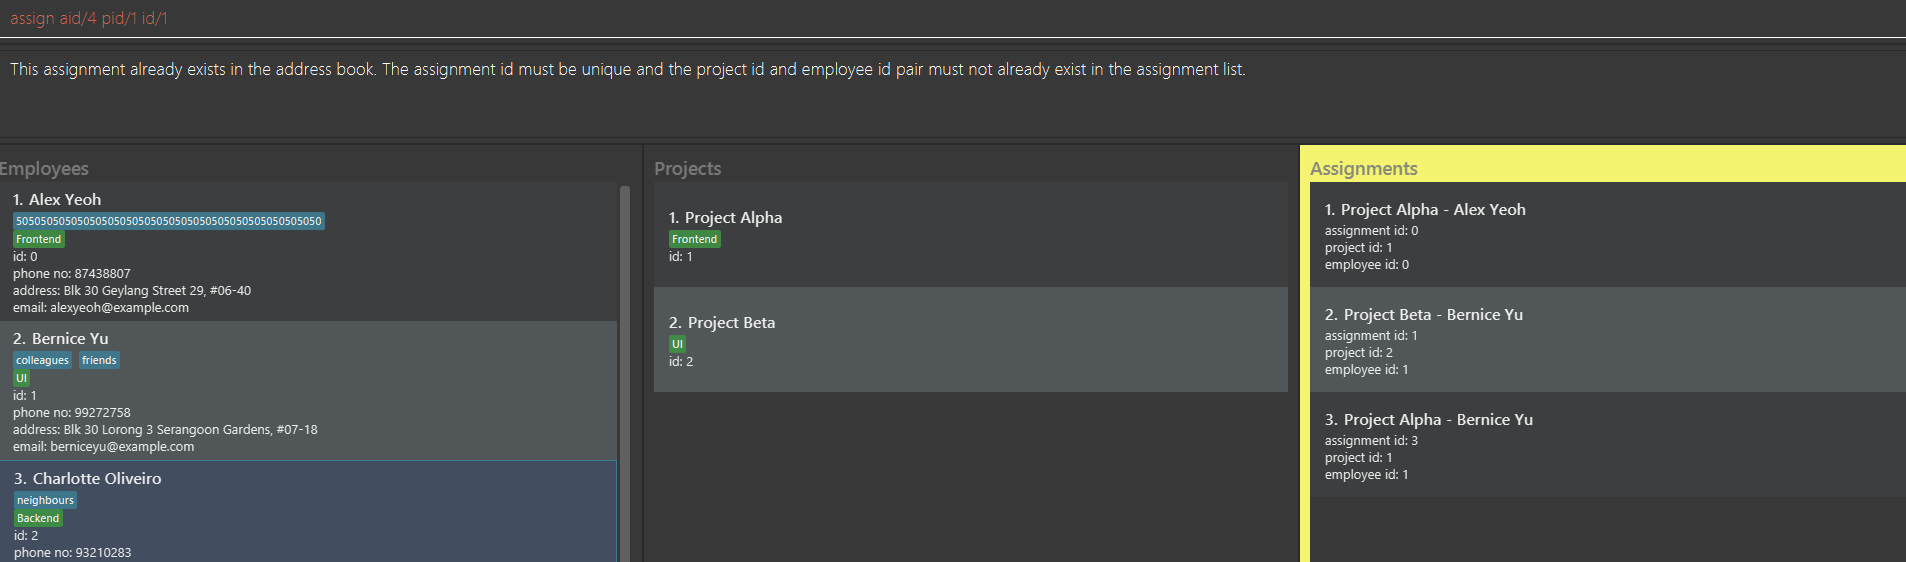 assign aid/4 pid/1 id/1
This assignment already exists in the address book. The assignment id must be unique and the project id and employee id pair must not already exist in the assignment list.
Employees
1. Alex Yeoh
50505050505050505050505050505050505050505050505050
Frontend
id: 0
phone no: 87438807
address: Blk 30 Geylang Street 29, #06-40
email: alexyeoh@example.com
2. Bernice Yu
colleagues friends
UI
id: 1
phone no: 99272758
address: Blk 30 Lorong 3 Serangoon Gardens, #07-18
email: berniceyu@example.com
3. Charlotte Oliveiro
neighbours
Backend
id: 2
phone no: 93210283
Projects
1. Project Alpha
Frontend
id: 1
2. Project Beta
UI
id: 2
Assignments
1. Project Alpha - Alex Yeoh
assignment id: 0
project id: 1
employee id: 0
2. Project Beta - Bernice Yu
assignment id: 1
project id: 2
employee id: 1
3. Project Alpha - Bernice Yu
assignment id: 3
project id: 1
employee id: 1